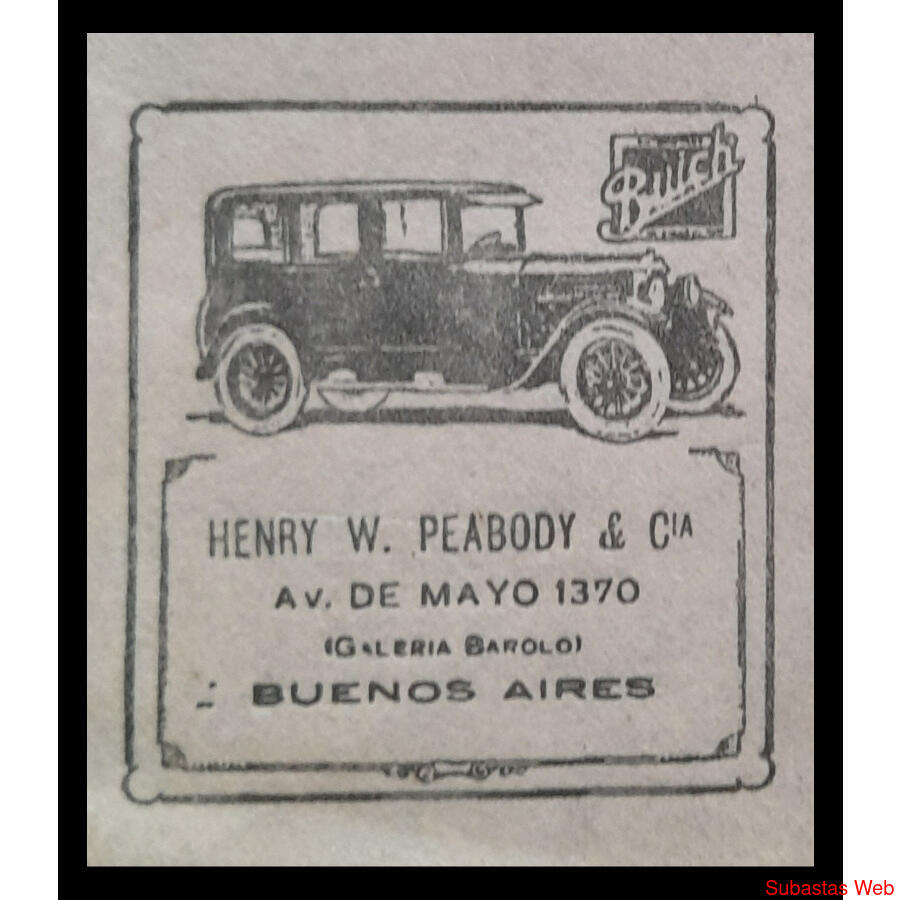 Buick
HENRY W. PEABODY & CIA
AV. DE MAYO 1370
(GALERIA BAROLO)
BUENOS AIRES
Subastas Web